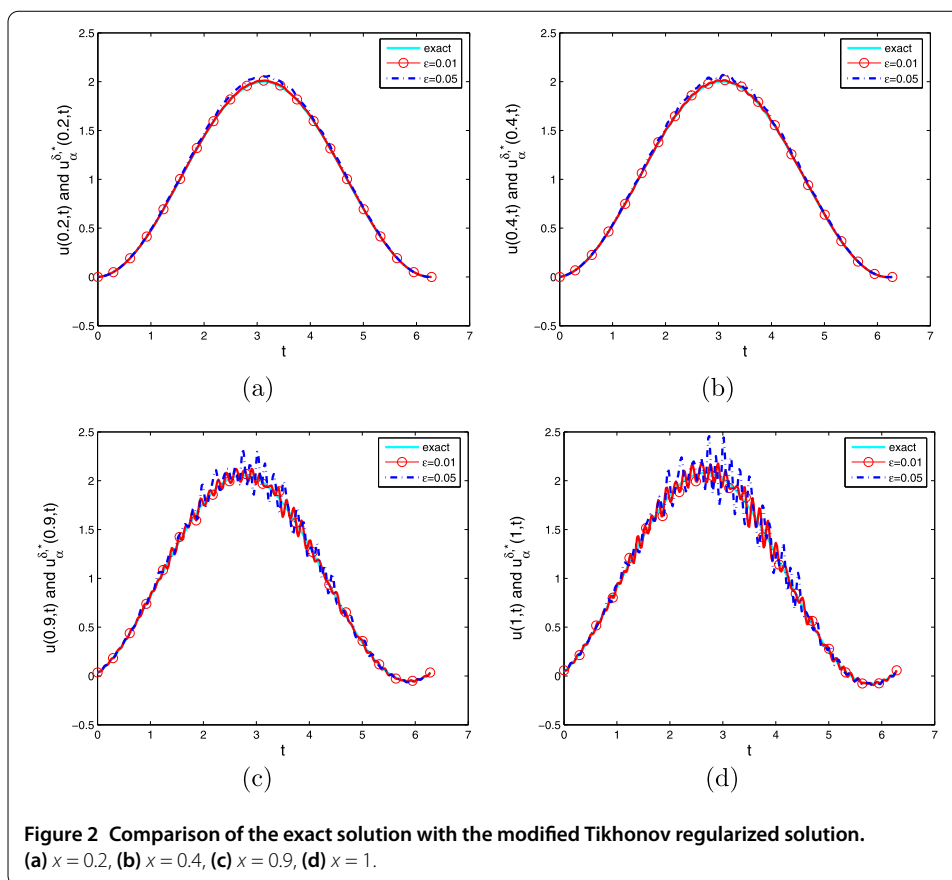 2.5
2
1.5
1
0.5
0
−0.5
u(0.2,t) and u_α^{δ,*}(0.2,t)
exact
ε=0.01
ε=0.05
0 1 2 3 4 5 6 7
t
(a)
2.5
2
1.5
1
0.5
0
−0.5
u(0.4,t) and u_α^{δ,*}(0.4,t)
exact
ε=0.01
ε=0.05
0 1 2 3 4 5 6 7
t
(b)
2.5
2
1.5
1
0.5
0
−0.5
u(0.9,t) and u_α^{δ,*}(0.9,t)
exact
ε=0.01
ε=0.05
0 1 2 3 4 5 6 7
t
(c)
2.5
2
1.5
1
0.5
0
−0.5
u(1,t) and u_α^{δ,*}(1,t)
exact
ε=0.01
ε=0.05
0 1 2 3 4 5 6 7
t
(d)
Figure 2 Comparison of the exact solution with the modified Tikhonov regularized solution.
(a) x = 0.2, (b) x = 0.4, (c) x = 0.9, (d) x = 1.